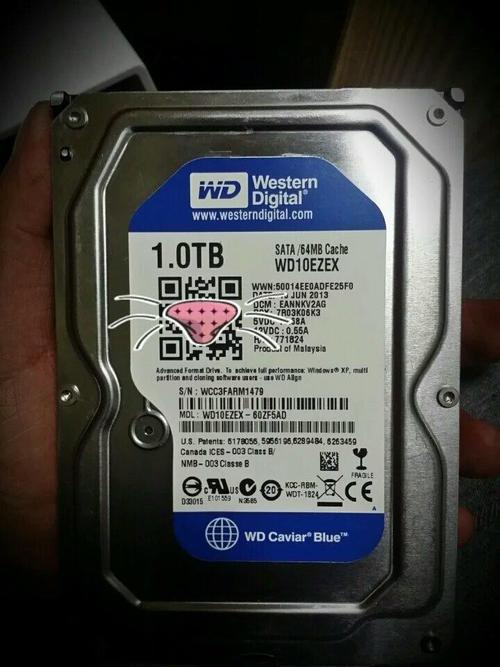 WD Western Digital®
www.westerndigital.com
1.0TB
SATA /64MB Cache
WD10EZEX
WWN:50014EE0ADFE25F0
JUN 2013
DCM: EANNKV2AG
7R03K06K3
5VDC
12VDC: 0.55A
771824
Product of Malaysia
Advanced Format Drive. To achieve full performance: Windows® XP, multi
partition and cloning software users - use WD Align
S/N: WCC3FARM1479
MDL: WD10EZEX - 60ZF5AD
U.S. Patents: 6178056, 5956196, 6289484, 6263459
Canada ICES - 003 Class B/
NMB - 003 Classe B
FRAGILE
KCC-REM-
WDT-1824
D33015
E101559
N3585
20
CE
A
WD Caviar® Blue™